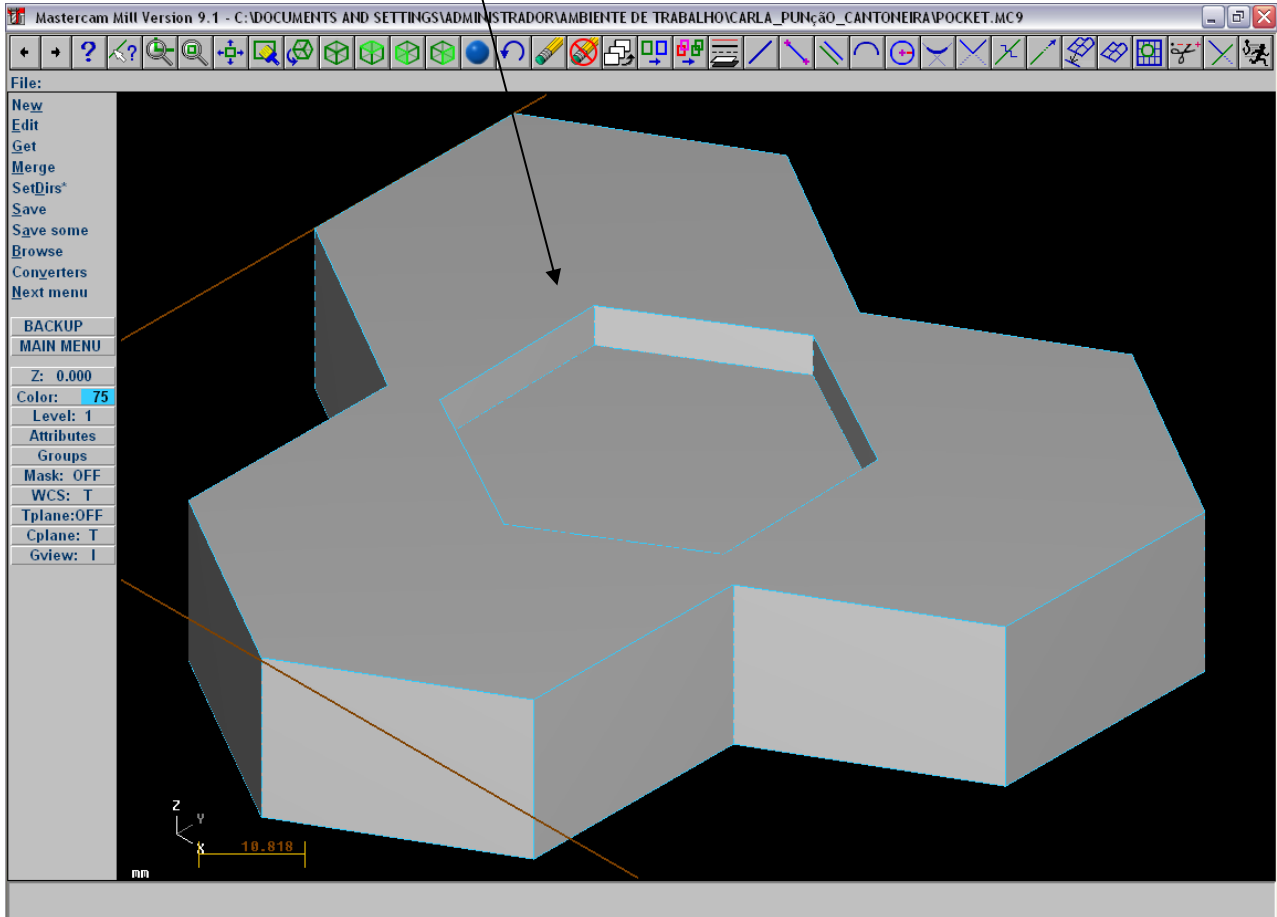 Mastercam Mill Version 9.1 - C:\DOCUMENTS AND SETTINGS\ADMINISTRADOR\AMBIENTE DE TRABALHO\CARLA_PUNçãO_CANTONEIRA\POCKET.MC9
File:
New
Edit
Get
Merge
SetDirs*
Save
Save some
Browse
Converters
Next menu
BACKUP
MAIN MENU
Z: 0.000
Color: 75
Level: 1
Attributes
Groups
Mask: OFF
WCS: T
Tplane:OFF
Cplane: T
Gview: I
Z
Y
X
10.818
mm